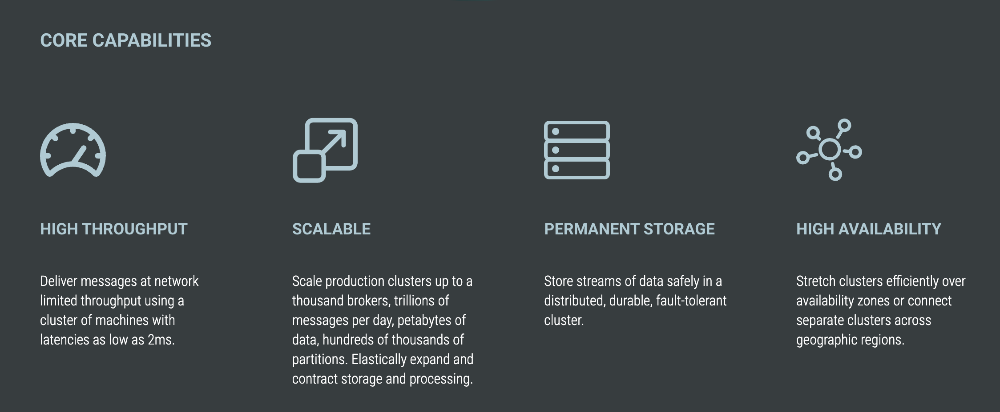 CORE CAPABILITIES
HIGH THROUGHPUT
Deliver messages at network
limited throughput using a
cluster of machines with
latencies as low as 2ms.
SCALABLE
Scale production clusters up to a
thousand brokers, trillions of
messages per day, petabytes of
data, hundreds of thousands of
partitions. Elastically expand and
contract storage and processing.
PERMANENT STORAGE
Store streams of data safely in a
distributed, durable, fault-tolerant
cluster.
HIGH AVAILABILITY
Stretch clusters efficiently over
availability zones or connect
separate clusters across
geographic regions.